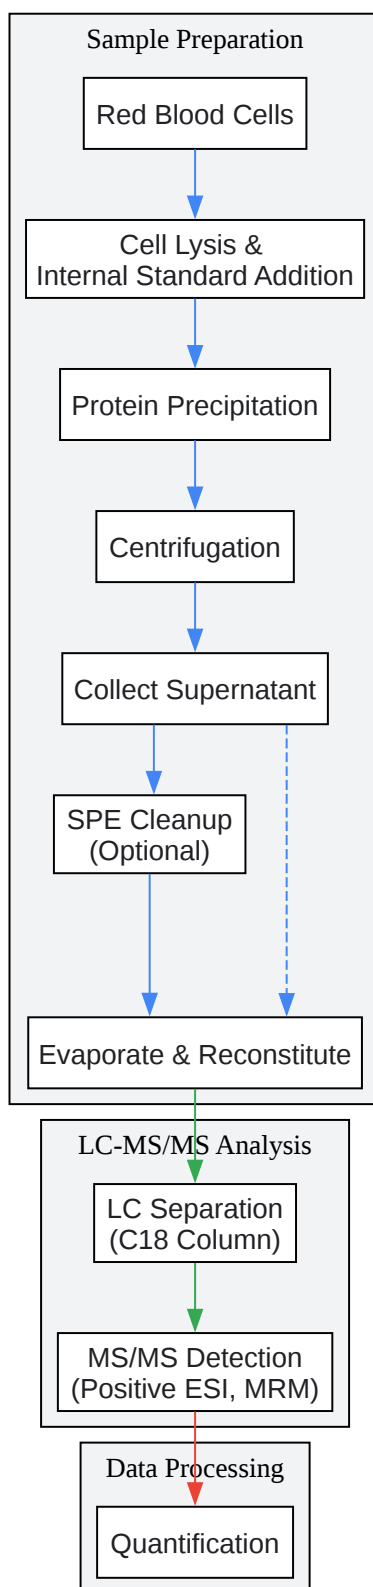 Sample Preparation
Red Blood Cells
Cell Lysis &
Internal Standard Addition
Protein Precipitation
Centrifugation
Collect Supernatant
SPE Cleanup
(Optional)
Evaporate & Reconstitute
LC-MS/MS Analysis
LC Separation
(C18 Column)
MS/MS Detection
(Positive ESI, MRM)
Data Processing
Quantification